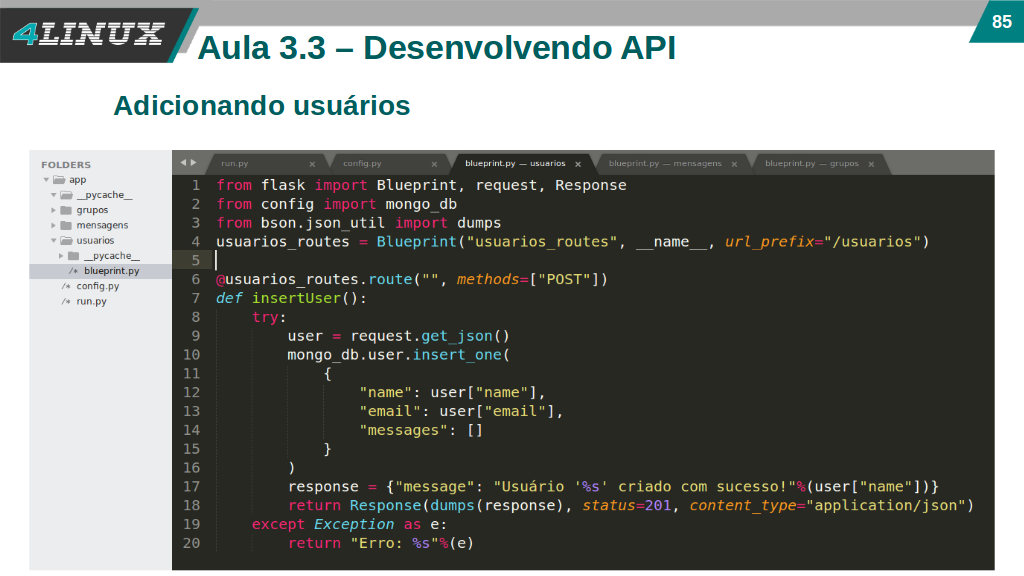 4LINUX
85
Aula 3.3 – Desenvolvendo API
Adicionando usuários
FOLDERS
app
__pycache__
grupos
mensagens
usuarios
__pycache__
/* blueprint.py
/* config.py
/* run.py
run.py × config.py × blueprint.py — usuarios × blueprint.py — mensagens × blueprint.py — grupos ×
1 from flask import Blueprint, request, Response
2 from config import mongo_db
3 from bson.json_util import dumps
4 usuarios_routes = Blueprint("usuarios_routes", __name__, url_prefix="/usuarios")
5
6 @usuarios_routes.route("", methods=["POST"])
7 def insertUser():
8     try:
9         user = request.get_json()
10         mongo_db.user.insert_one(
11             {
12                 "name": user["name"],
13                 "email": user["email"],
14                 "messages": []
15             }
16         )
17         response = {"message": "Usuário '%s' criado com sucesso!"%(user["name"])}
18         return Response(dumps(response), status=201, content_type="application/json")
19     except Exception as e:
20         return "Erro: %s"%(e)